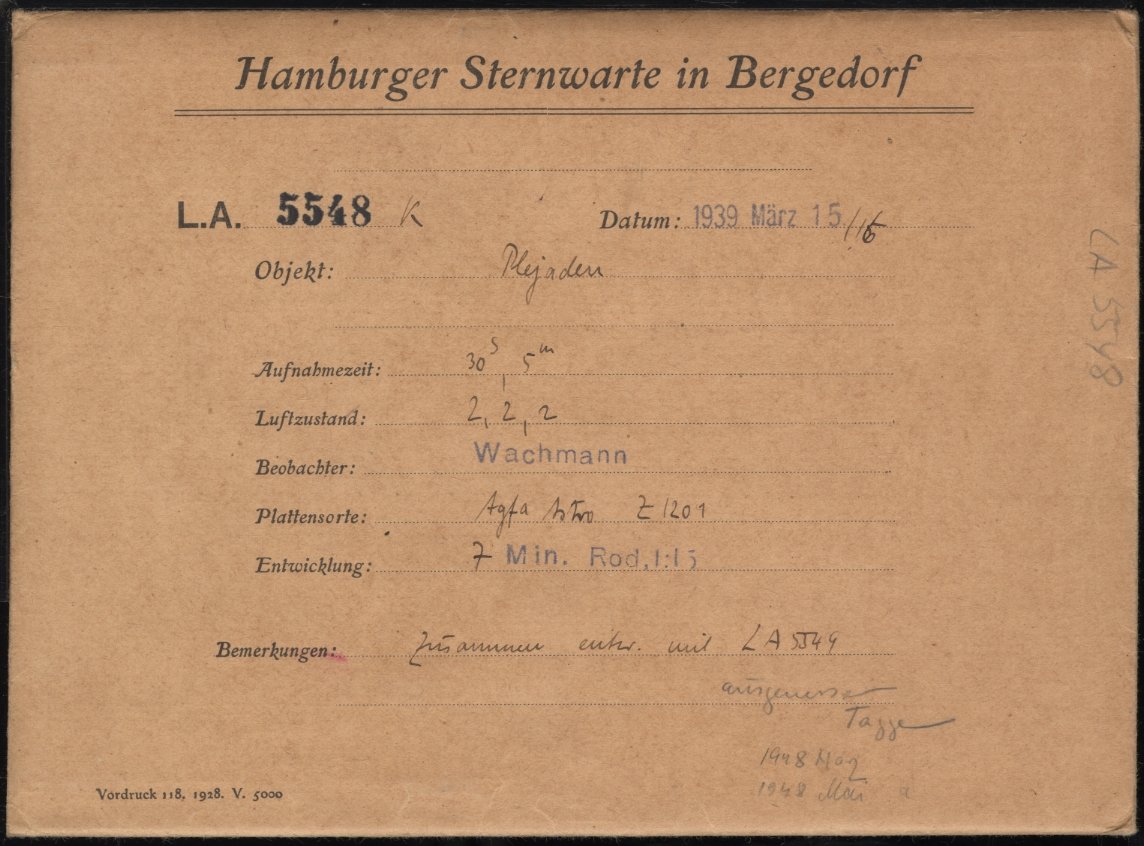 Hamburger Sternwarte in Bergedorf
L.A. 5548 K
Datum: 1939 März 15./16
Objekt: Plejaden
Aufnahmezeit: 30s, 5m
Luftzustand: 2, 2, 2
Beobachter: Wachmann
Plattensorte: Agfa Astro Z 1201
Entwicklung: 7 Min. Rod. 1:15
Bemerkungen: Zusammen entw. mit LA 5549
ausgemessen
1948 May
1948 Mai
Vordruck 118. 1928. V. 5000
LA 5548